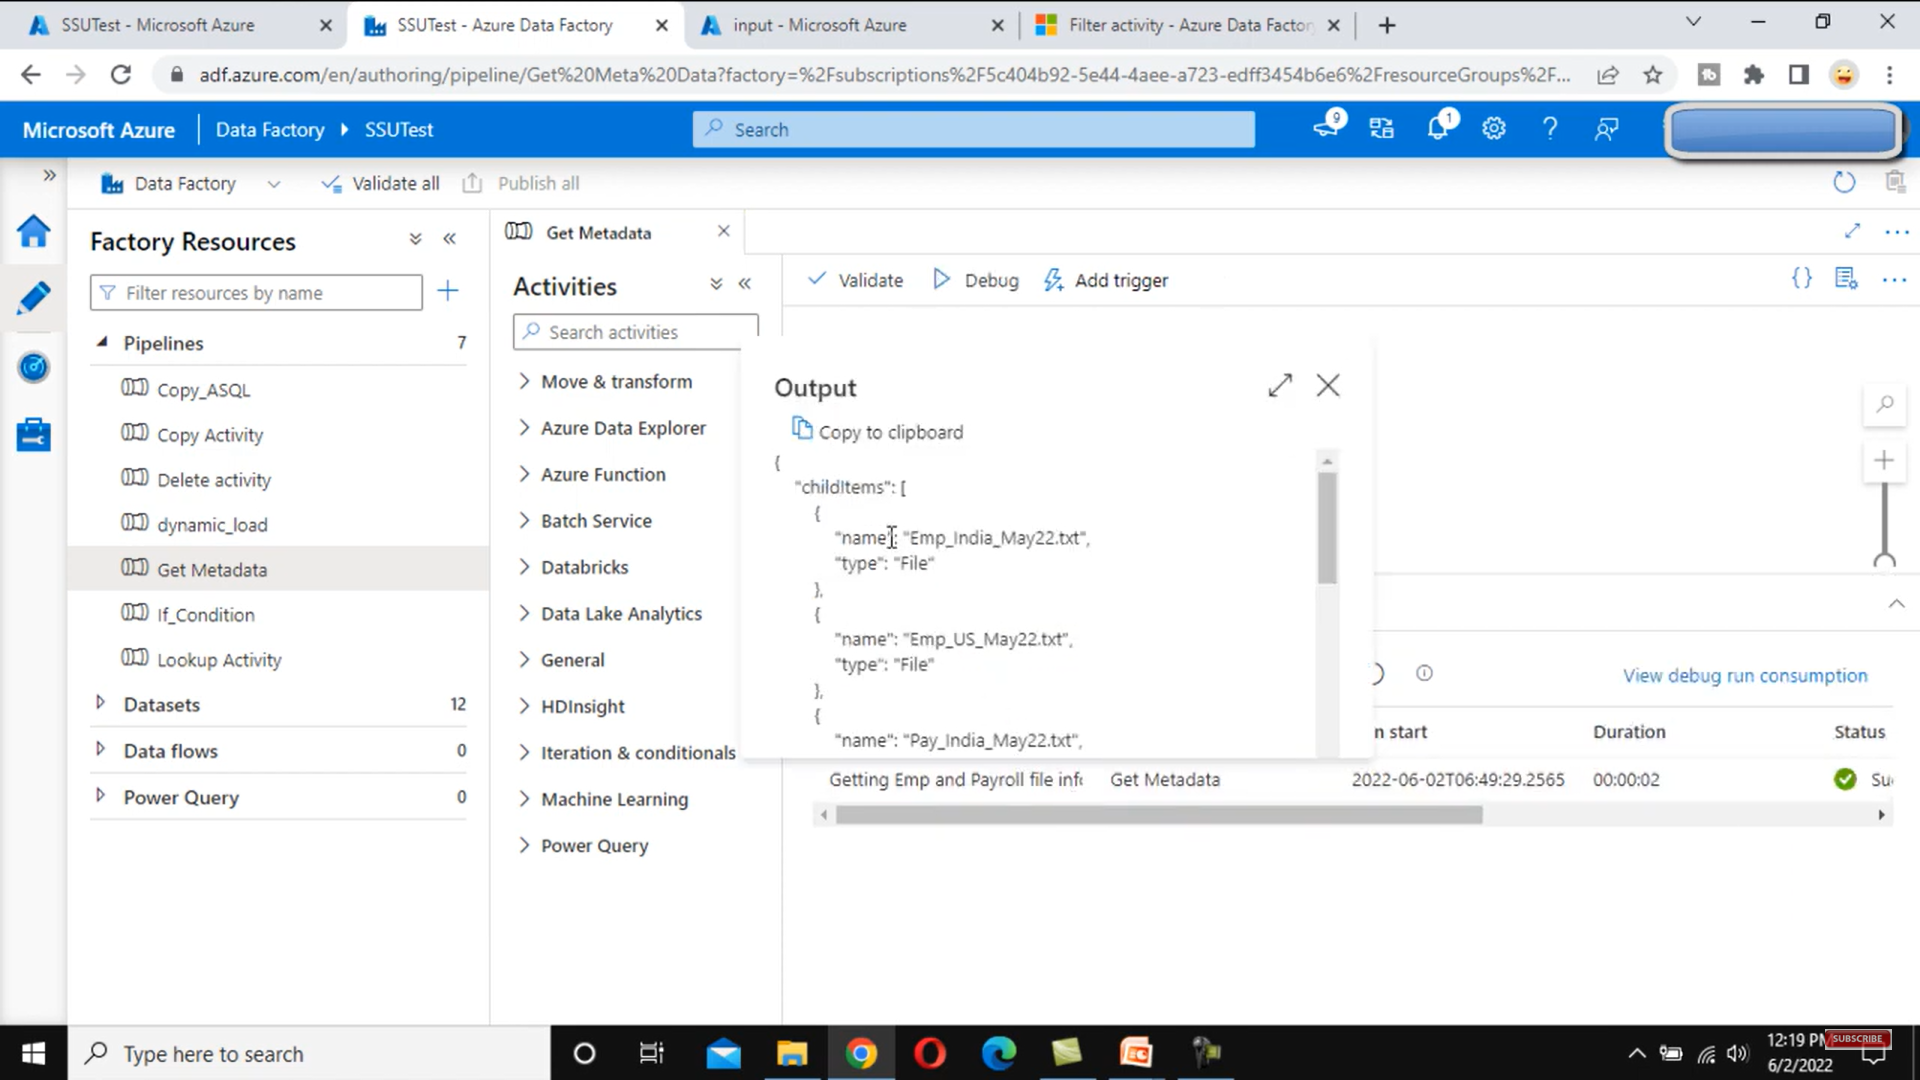 SSUTest - Microsoft Azure
SSUTest - Azure Data Factory
input - Microsoft Azure
Filter activity - Azure Data Factor
adf.azure.com/en/authoring/pipeline/Get%20Meta%20Data?factory=%2Fsubscriptions%2F5c404b92-5e44-4aee-a723-edff3454b6e6%2FresourceGroups%2F...
Microsoft Azure
Data Factory
SSUTest
Search
9
1
Data Factory
Validate all
Publish all
Factory Resources
Filter resources by name
Pipelines 7
Copy_ASQL
Copy Activity
Delete activity
dynamic_load
Get Metadata
If_Condition
Lookup Activity
Datasets 12
Data flows 0
Power Query 0
Get Metadata
Activities
Search activities
Move & transform
Azure Data Explorer
Azure Function
Batch Service
Databricks
Data Lake Analytics
General
HDInsight
Iteration & conditionals
Machine Learning
Power Query
Validate
Debug
Add trigger
Output
Copy to clipboard
{
"childItems": [
{
"name": "Emp_India_May22.txt",
"type": "File"
},
{
"name": "Emp_US_May22.txt",
"type": "File"
},
{
"name": "Pay_India_May22.txt",
View debug run consumption
n start Duration Status
Getting Emp and Payroll file info Get Metadata 2022-06-02T06:49:29.2565 00:00:02 Su
Type here to search
12:19 PM
6/2/2022
SUBSCRIBE